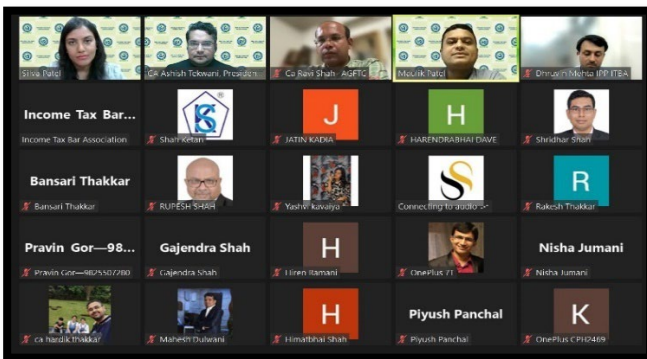 Silva Patel
CA Ashish Tekwani, Presiden
Ca Ravi Shah - AGFTC
Maulik Patel
Dhruvin Mehta IPP ITBA
Income Tax Bar...
Income Tax Bar Association
Shah Ketan
J
JATIN KADIA
H
HARENDRABHAI DAVE
Shridhar Shah
Bansari Thakkar
Bansari Thakkar
RUPESH SHAH
Yashvi kavaiya
Connecting to audio
R
Rakesh Thakkar
Pravin Gor—98...
Pravin Gor—9825507280
Gajendra Shah
Gajendra Shah
H
Hiren Ramani
OnePlus 7T
Nisha Jumani
Nisha Jumani
ca hardik thakkar
Mahesh Dulwani
H
Himatbhai Shah
Piyush Panchal
Piyush Panchal
K
OnePlus CPH2469